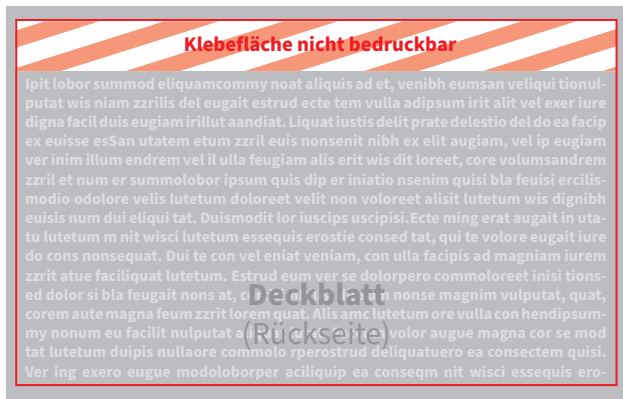 Klebefläche nicht bedruckbar
Ipit lobor summod eliquamcommy noat aliquis ad et, venibh eumsan veliqui tionul-
putat wis niam zzrilis del eugait estrud ecte tem vulla adipsum irit alit vel exer iure
digna facil duis eugiam irillut aandiat. Liquat iustis delit prate delestio del do ea facip
ex euisse esSan utatem etum zzril euis nonsenit nibh ex elit augiam, vel ip eugiam
ver inim illum endrem vel il ulla feugiam alis erit wis dit loreet, core volumsandrem
zzril et num er summolobor ipsum quis dip er iniatio nsenim quisi bla feuisi ercilis-
modio odolore velis lutetum doloreet velit non voloreet alisit lutetum wis dignibh
euisis num dui eliqui tat. Duismodit lor iuscips uscipisi.Ecte ming erat augait in uta-
tu lutetum m nit wisci lutetum essequis erostie consed tat, qui te volore eugait iure
do cons nonsequat. Dui te con vel eniat veniam, con ulla facipis ad magniam iurem
zzrit atue faciliquat lutetum. Estrud eum ver se dolorpero commoloreet inisi tions-
ed dolor si bla feugait nons at, nonse magnim vulputat, quat,
Deckblatt
corem aute magna feum zzrit lorem quat. Alis amc lutetum ore vulla con hendipsum-
my nonum eu facilit nulputat volor augue magna cor se mod
(Rückseite)
tat lutetum duipis nullaore commolo rperostrud deliquatuero ea consectem quisi.
Ver ing exero eugue modoloborper aciliquip ea conseqm nit wisci essequis ero-